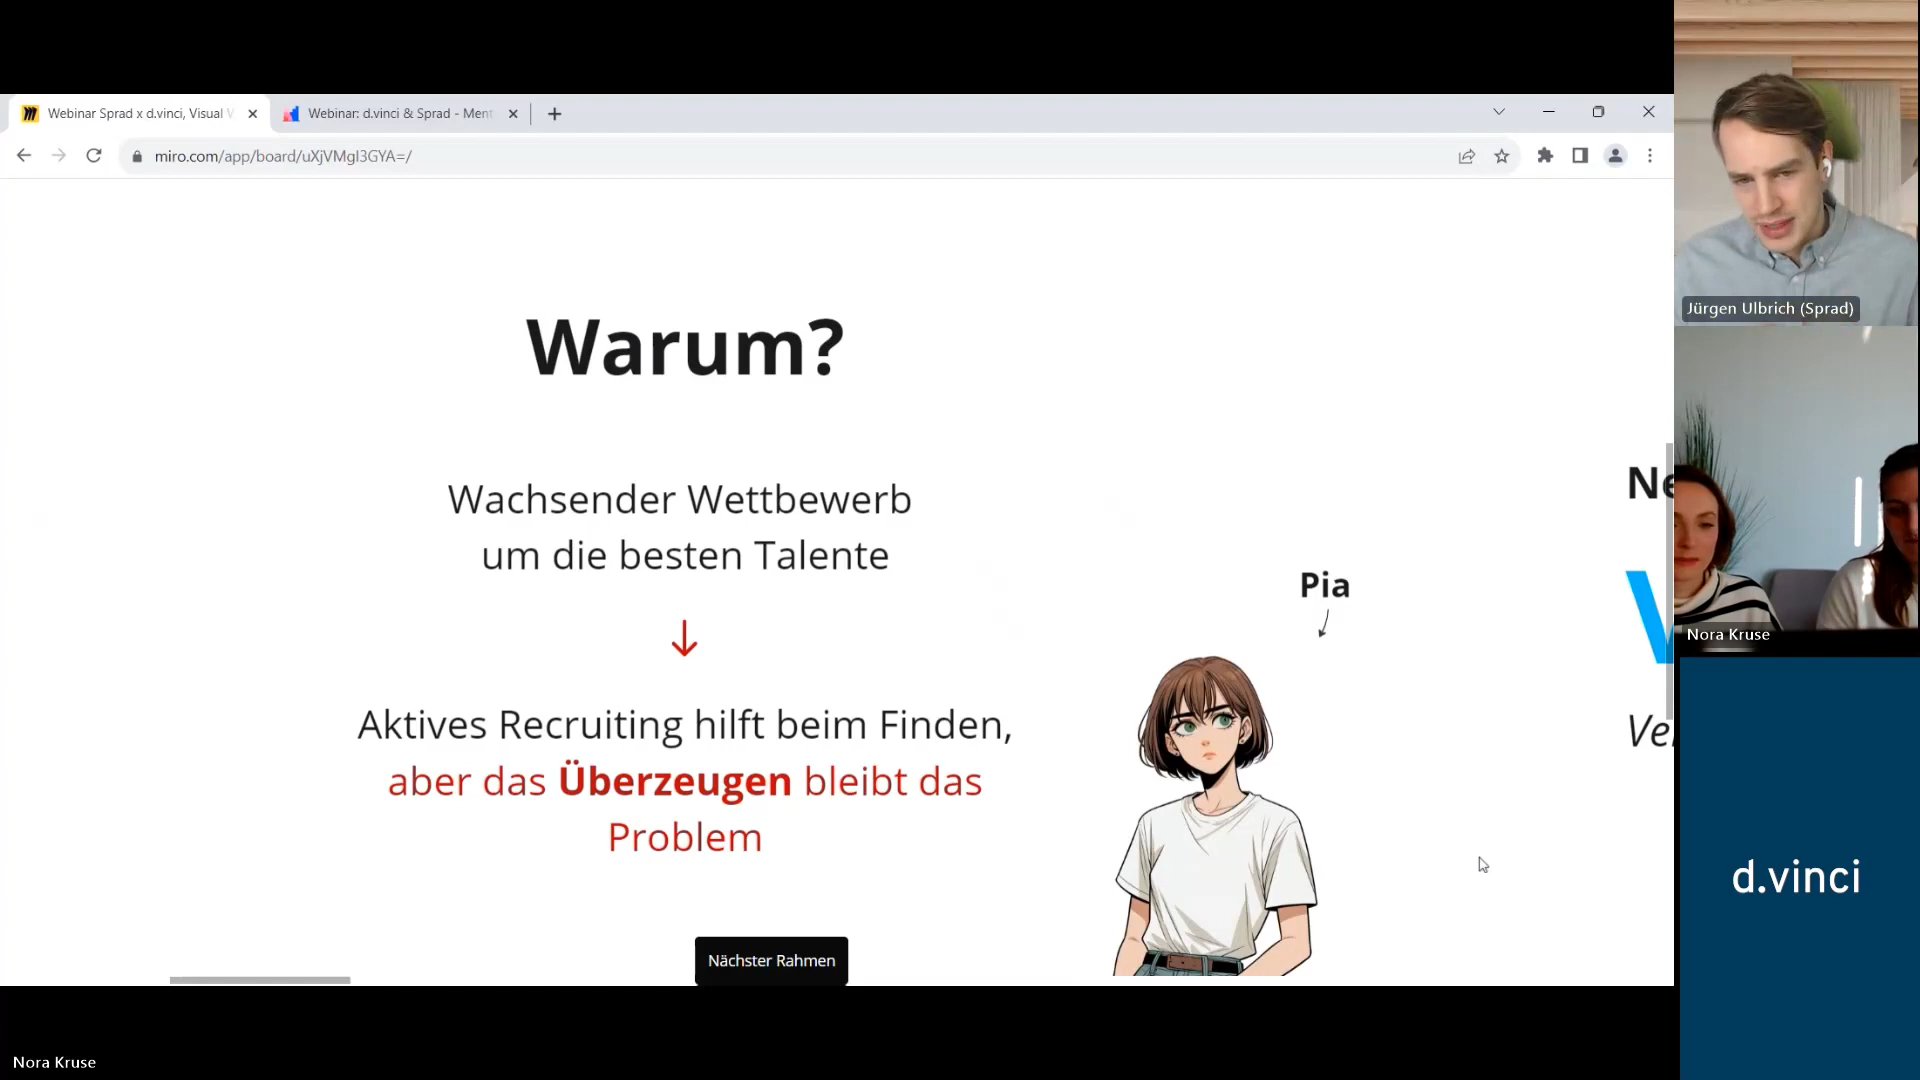 Webinar Sprad x d.vinci, Visual V
Webinar: d.vinci & Sprad - Ment
miro.com/app/board/uXjVMgI3GYA=/
Warum?
Wachsender Wettbewerb
um die besten Talente
↓
Aktives Recruiting hilft beim Finden,
aber das Überzeugen bleibt das
Problem
Pia
Ne
V
Ver
Nächster Rahmen
Jürgen Ulbrich (Sprad)
Nora Kruse
d.vinci
Nora Kruse